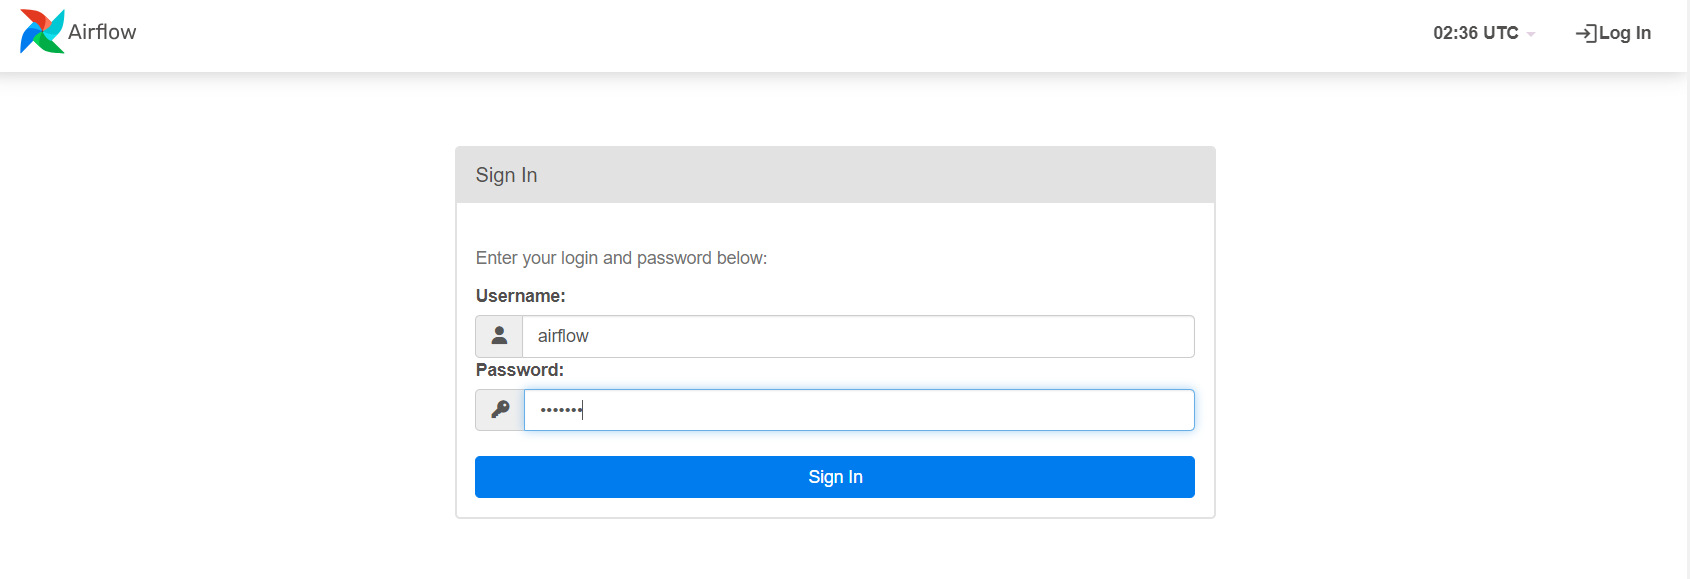 Airflow
02:36 UTC
Log In
Sign In
Enter your login and password below:
Username:
airflow
Password:
•••••••
Sign In